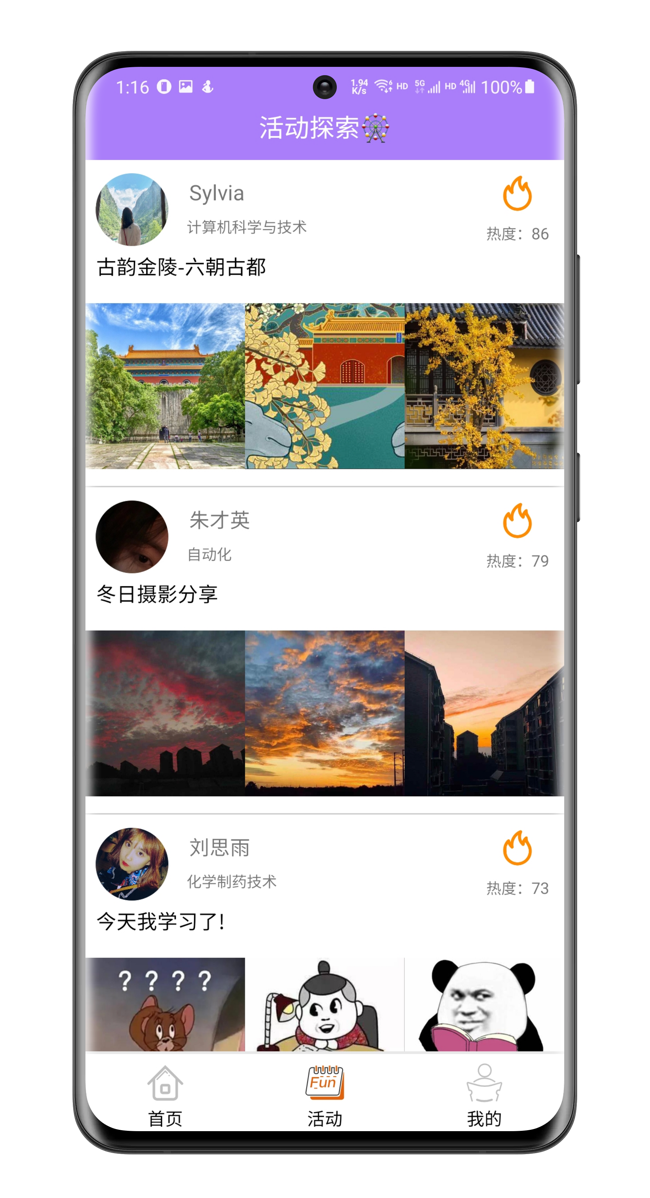 1:16
1.94 K/s
6
HD
5G
HD
4G
100%
活动探索🎡
Sylvia
计算机科学与技术
热度：86
古韵金陵-六朝古都
朱才英
自动化
热度：79
冬日摄影分享
刘思雨
化学制药技术
热度：73
今天我学习了!
? ? ? ?
首页
Fun
活动
我的